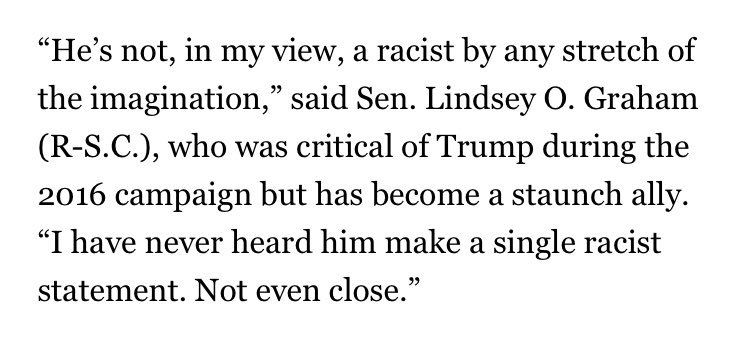 “He’s not, in my view, a racist by any stretch of
the imagination,” said Sen. Lindsey O. Graham
(R-S.C.), who was critical of Trump during the
2016 campaign but has become a staunch ally.
“I have never heard him make a single racist
statement. Not even close.”